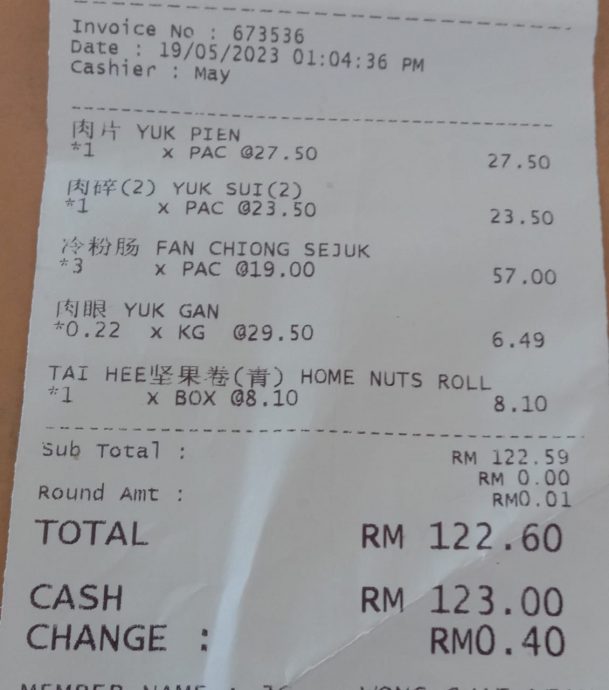 Invoice No : 673536
Date : 19/05/2023 01:04:36 PM
Cashier : May
肉片 YUK PIEN
*1 x PAC @27.50 27.50
肉碎(2) YUK SUI(2)
*1 x PAC @23.50 23.50
冷粉肠 FAN CHIONG SEJUK
*3 x PAC @19.00 57.00
肉眼 YUK GAN
*0.22 x KG @29.50 6.49
TAI HEE坚果卷(青) HOME NUTS ROLL
*1 x BOX @8.10 8.10
Sub Total : RM 122.59
RM 0.00
Round Amt : RM0.01
TOTAL RM 122.60
CASH RM 123.00
CHANGE : RM0.40
MEMBER NAME :